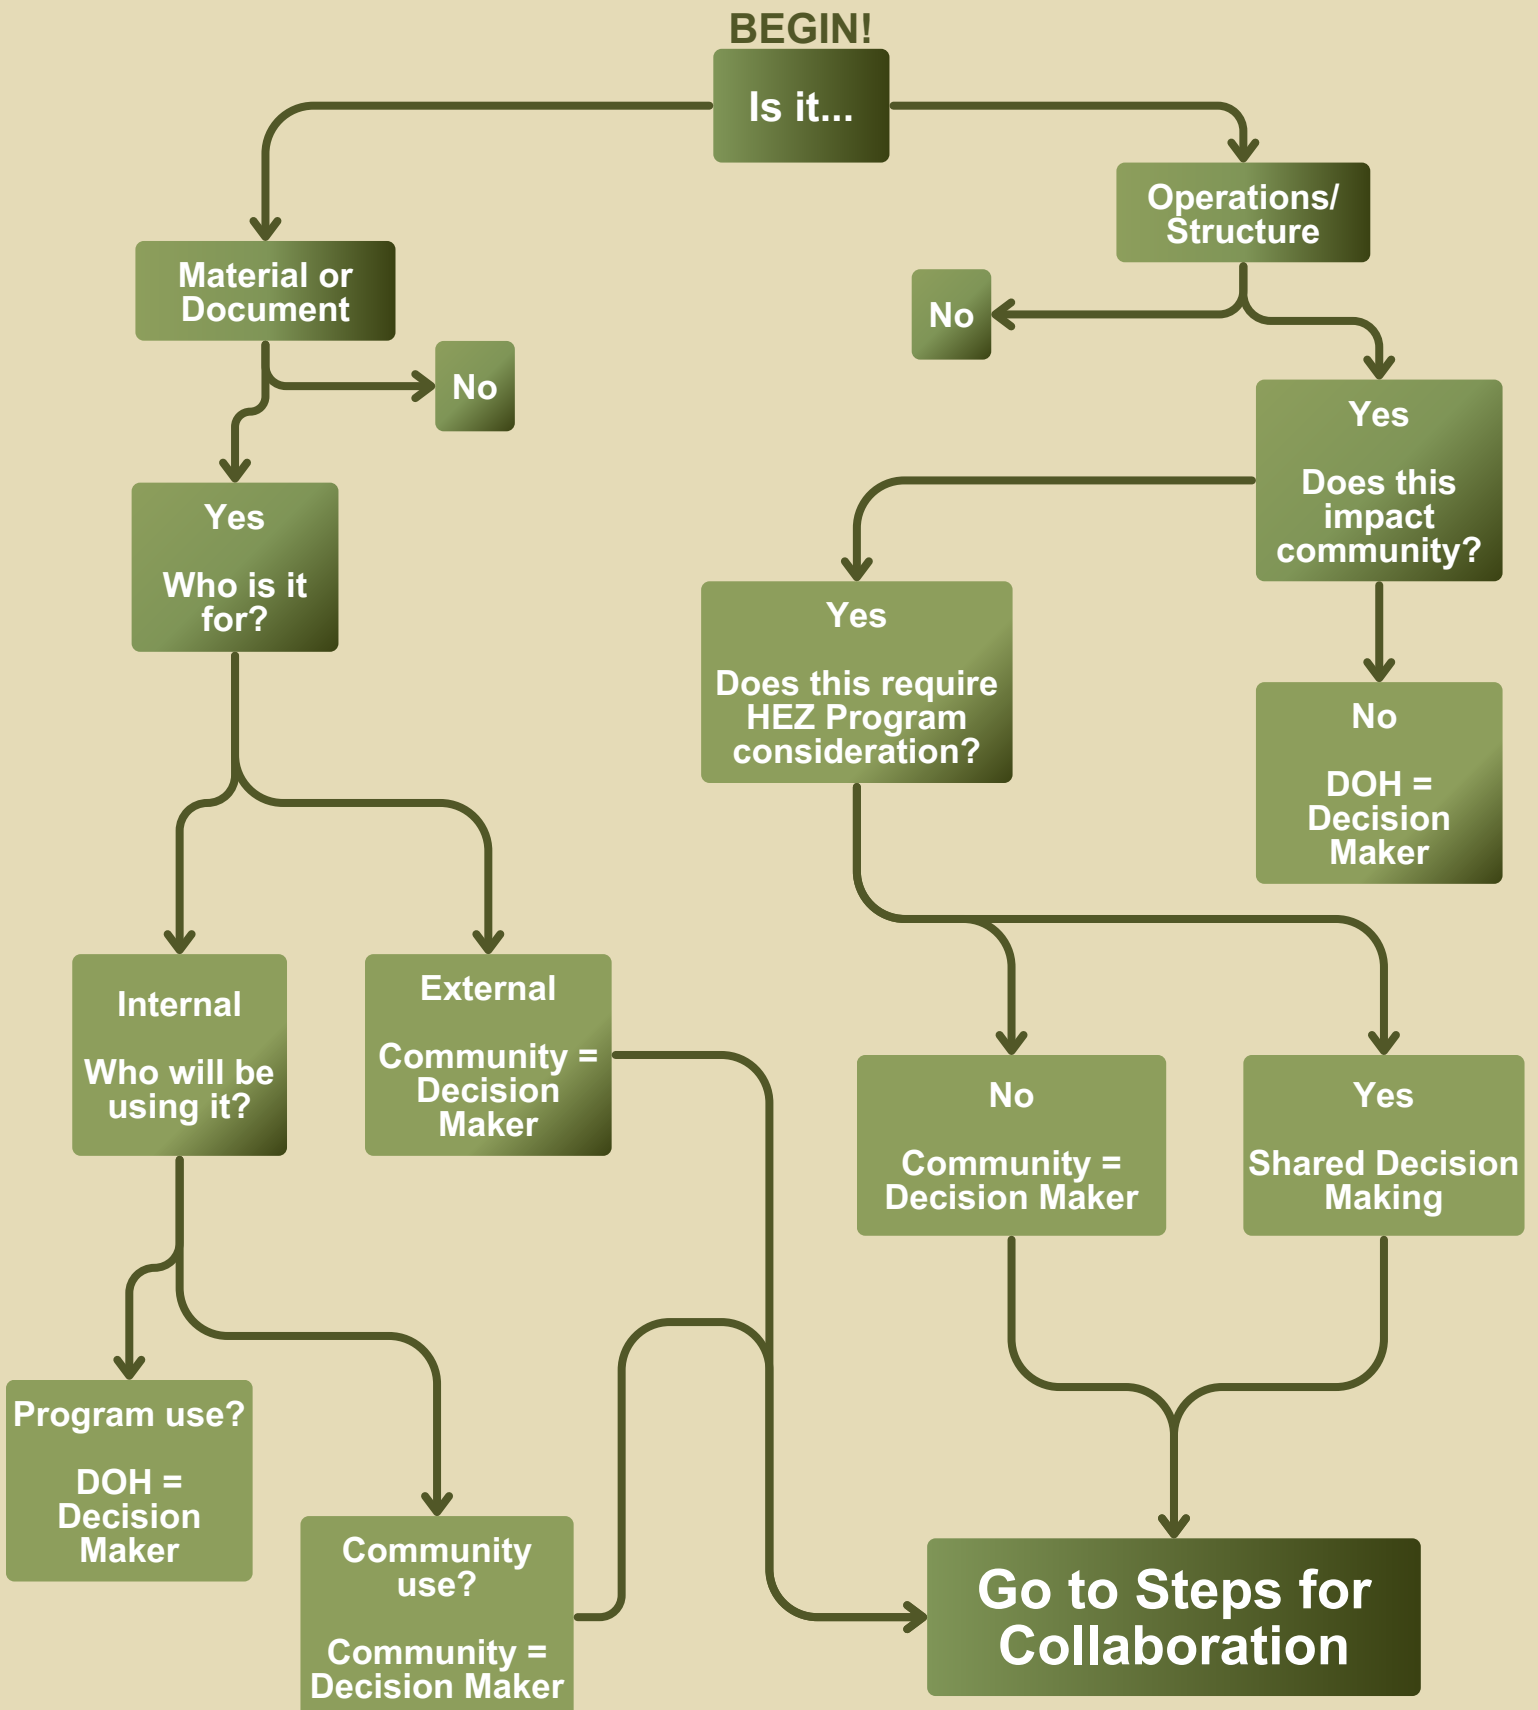 BEGIN!
Is it...
Operations/
Structure
Material or
Document
No
No
Yes
Does this
impact
community?
Yes
Who is it
for?
Yes
Does this require
HEZ Program
consideration?
No
DOH =
Decision
Maker
Internal
Who will be
using it?
External
Community =
Decision
Maker
No
Community =
Decision Maker
Yes
Shared Decision
Making
Program use?
DOH =
Decision
Maker
Community
use?
Community =
Decision Maker
Go to Steps for
Collaboration